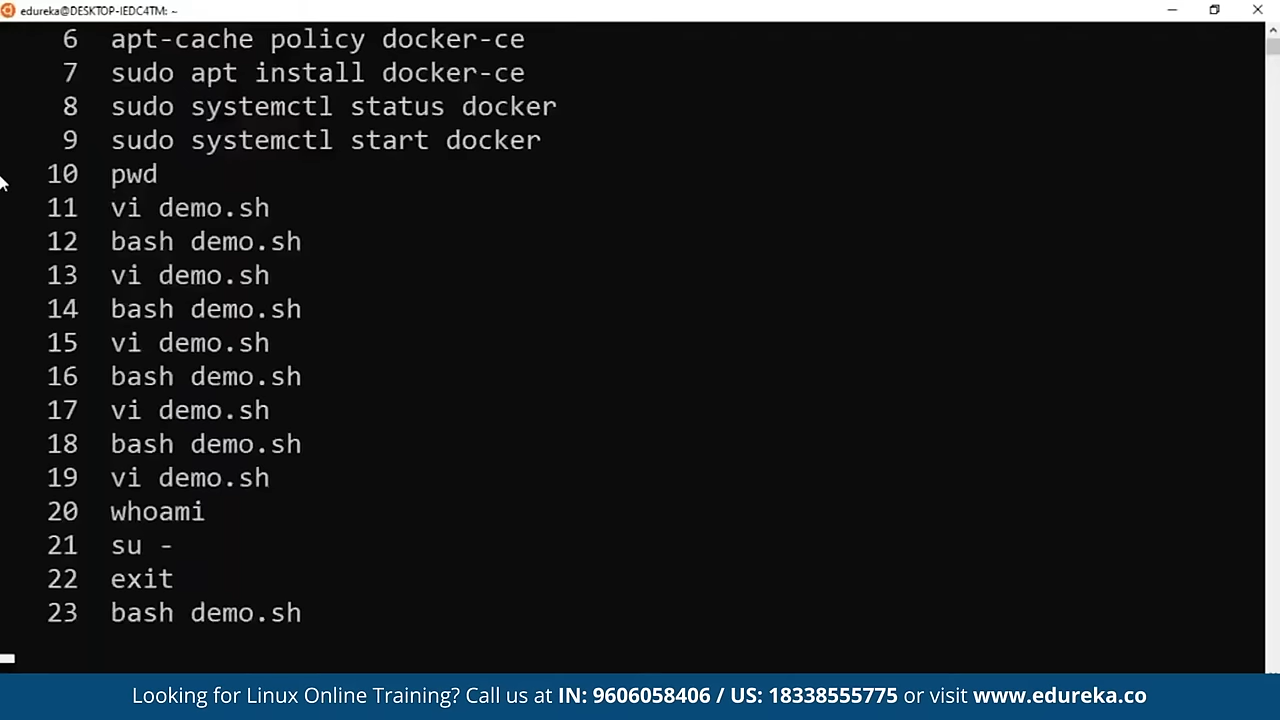 edureka@DESKTOP-IEDC4TM: ~
6 apt-cache policy docker-ce
7 sudo apt install docker-ce
8 sudo systemctl status docker
9 sudo systemctl start docker
10 pwd
11 vi demo.sh
12 bash demo.sh
13 vi demo.sh
14 bash demo.sh
15 vi demo.sh
16 bash demo.sh
17 vi demo.sh
18 bash demo.sh
19 vi demo.sh
20 whoami
21 su -
22 exit
23 bash demo.sh
Looking for Linux Online Training? Call us at IN: 9606058406 / US: 18338555775 or visit www.edureka.co